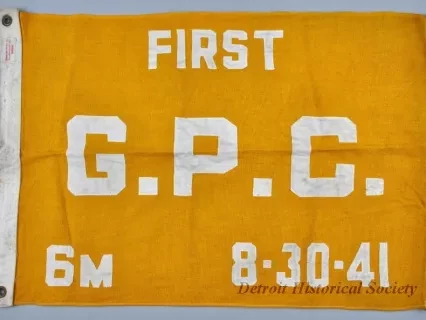 FIRST
G.P.C.
6M 8-30-41
Detroit Historical Society